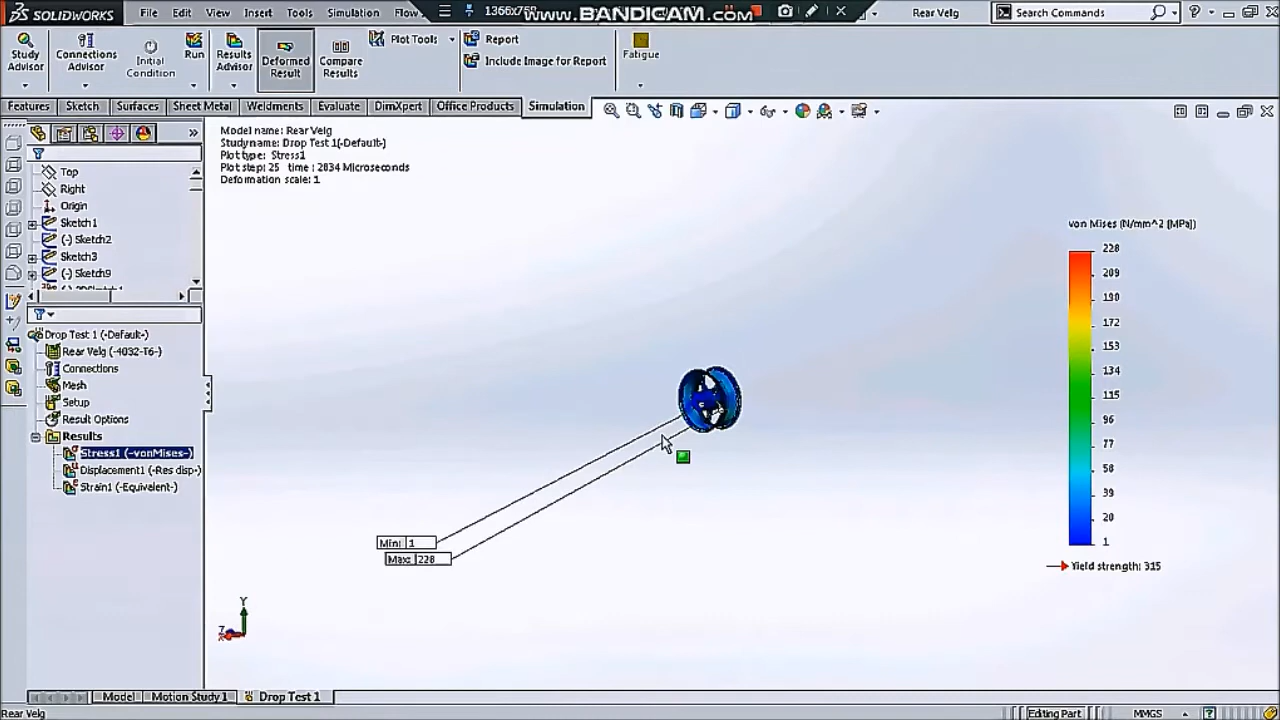 SOLIDWORKS File Edit View Insert Tools Simulation Flow 1366x768 www.BANDICAM.com Rear Velg Search Commands
Study Advisor
Connections Advisor
Initial Condition
Run
Results Advisor
Deformed Result
Compare Results
Plot Tools
Report
Include Image for Report
Fatigue
Features Sketch Surfaces Sheet Metal Weldments Evaluate DimXpert Office Products Simulation
Model name: Rear Velg
Studyname: Drop Test 1(-Default-)
Plot type: Stress1
Plot step: 25 time : 2834 Microseconds
Deformation scale: 1
Top
Right
Origin
Sketch1
(-) Sketch2
Sketch3
(-) Sketch9
Drop Test 1 (-Default-)
Rear Velg (-4032-T6-)
Connections
Mesh
Setup
Result Options
Results
Stress1 (-vonMises-)
Displacement1 (-Res disp-)
Strain1 (-Equivalent-)
Min: 1
Max: 228
von Mises (N/mm^2 (MPa))
228
209
190
172
153
134
115
96
77
58
39
20
1
Yield strength: 315
Y
Z
Model Motion Study 1 Drop Test 1
Rear Velg Editing Part MMGS